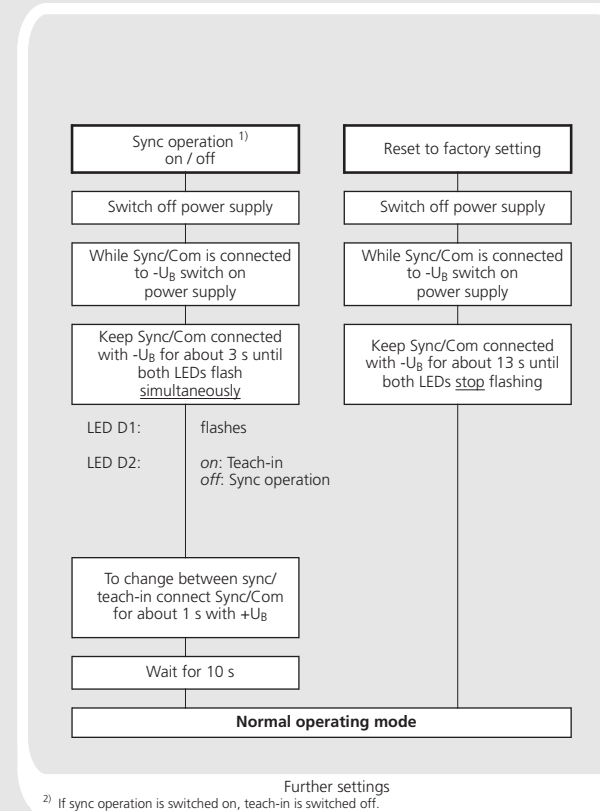 Sync operation 1)
on / off
Switch off power supply
While Sync/Com is connected
to -UB switch on
power supply
Keep Sync/Com connected
with -UB for about 3 s until
both LEDs flash
simultaneously
LED D1: flashes
LED D2: on: Teach-in
off: Sync operation
To change between sync/
teach-in connect Sync/Com
for about 1 s with +UB
Wait for 10 s
Reset to factory setting
Switch off power supply
While Sync/Com is connected
to -UB switch on
power supply
Keep Sync/Com connected
with -UB for about 13 s until
both LEDs stop flashing
Normal operating mode
Further settings
2) If sync operation is switched on, teach-in is switched off.